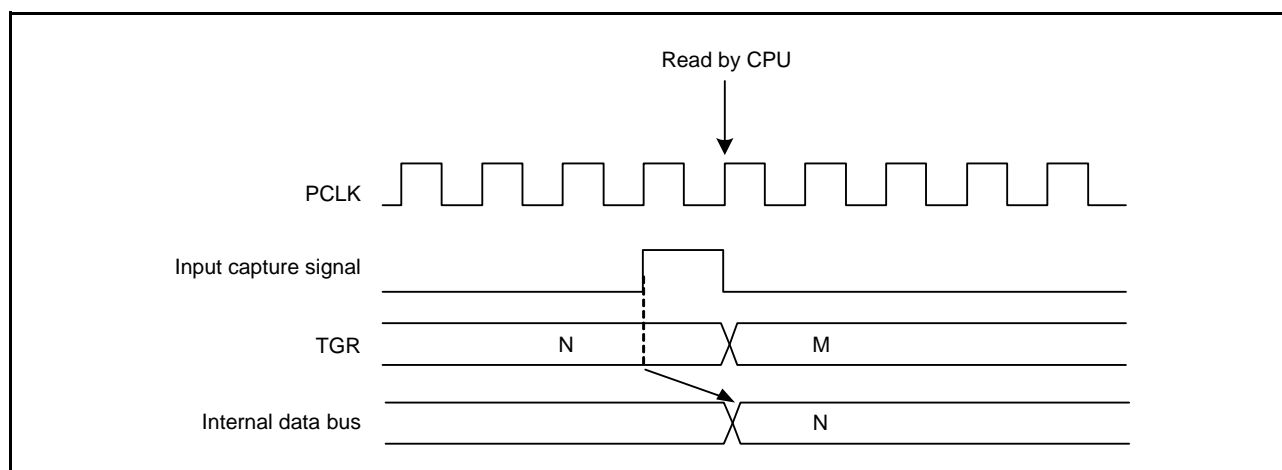 Read by CPU
PCLK
Input capture signal
TGR N M
Internal data bus N